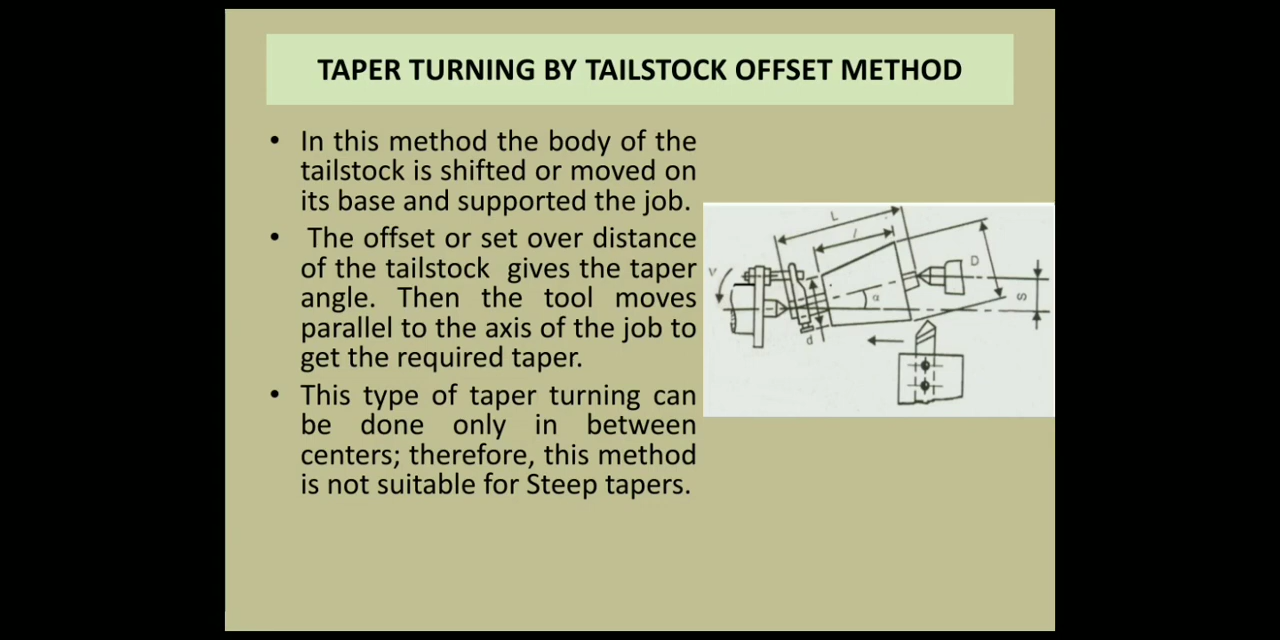 TAPER TURNING BY TAILSTOCK OFFSET METHOD
• In this method the body of the
tailstock is shifted or moved on
its base and supported the job.
• The offset or set over distance
of the tailstock gives the taper
angle. Then the tool moves
parallel to the axis of the job to
get the required taper.
• This type of taper turning can
be done only in between
centers; therefore, this method
is not suitable for Steep tapers.
L
l
D
v
α
S
d